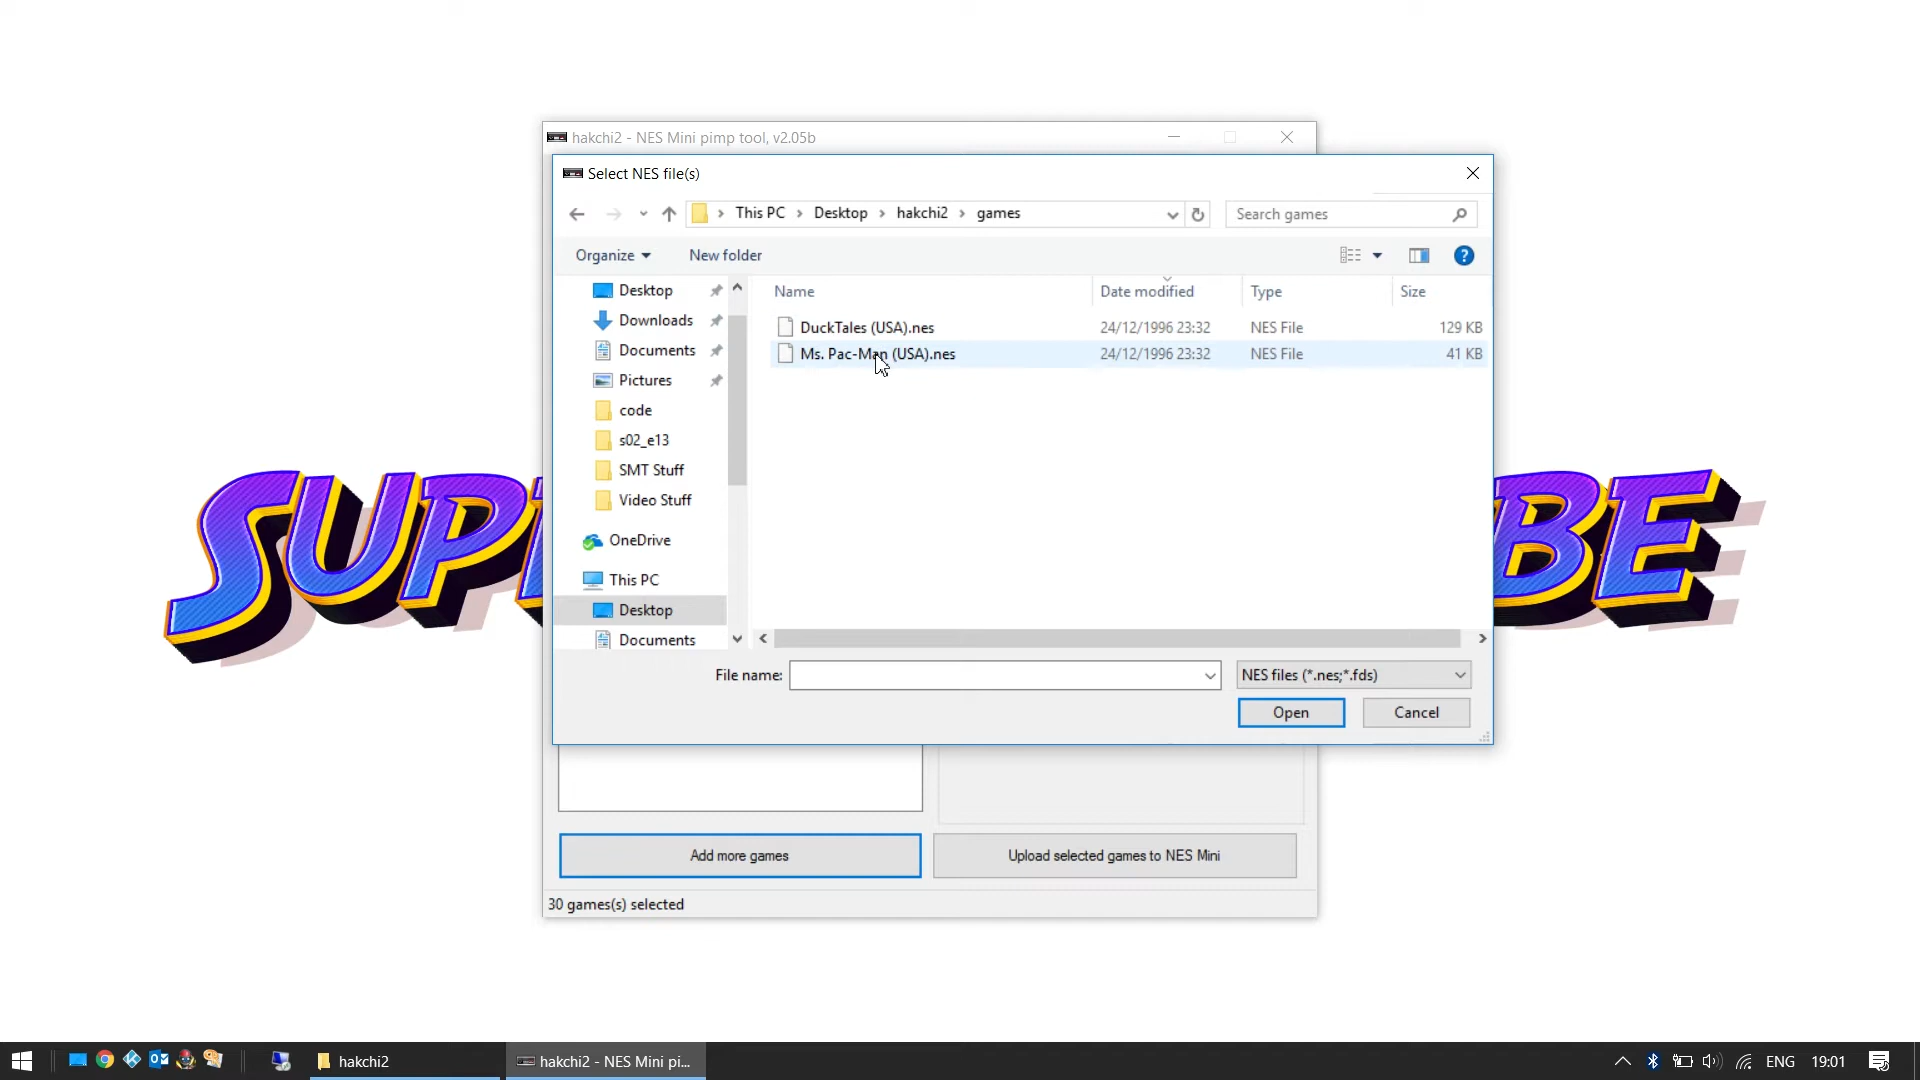 hakchi2 - NES Mini pimp tool, v2.05b
Select NES file(s)
This PC > Desktop > hakchi2 > games
Search games
Organize
New folder
Name
Date modified
Type
Size
Desktop
Downloads
Documents
Pictures
code
s02_e13
SMT Stuff
Video Stuff
OneDrive
This PC
Desktop
Documents
DuckTales (USA).nes 24/12/1996 23:32 NES File 129 KB
Ms. Pac-Man (USA).nes 24/12/1996 23:32 NES File 41 KB
SUP
BE
File name:
NES files (*.nes;*.fds)
Open
Cancel
Add more games
Upload selected games to NES Mini
30 games(s) selected
hakchi2
hakchi2 - NES Mini pi...
ENG
19:01